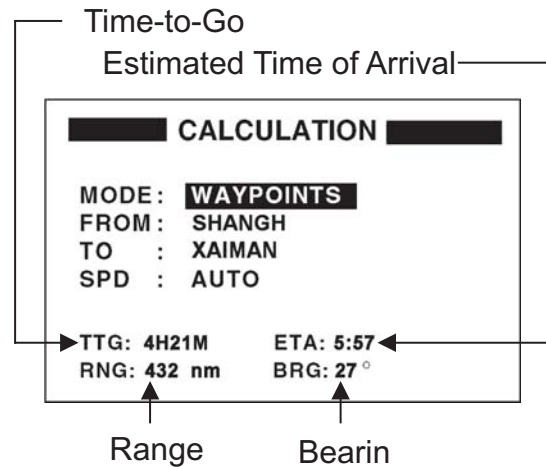 Time-to-Go
Estimated Time of Arrival
CALCULATION
MODE: WAYPOINTS
FROM: SHANGH
TO : XAIMAN
SPD : AUTO
TTG: 4H21M ETA: 5:57
RNG: 432 nm BRG: 27°
Range Bearin